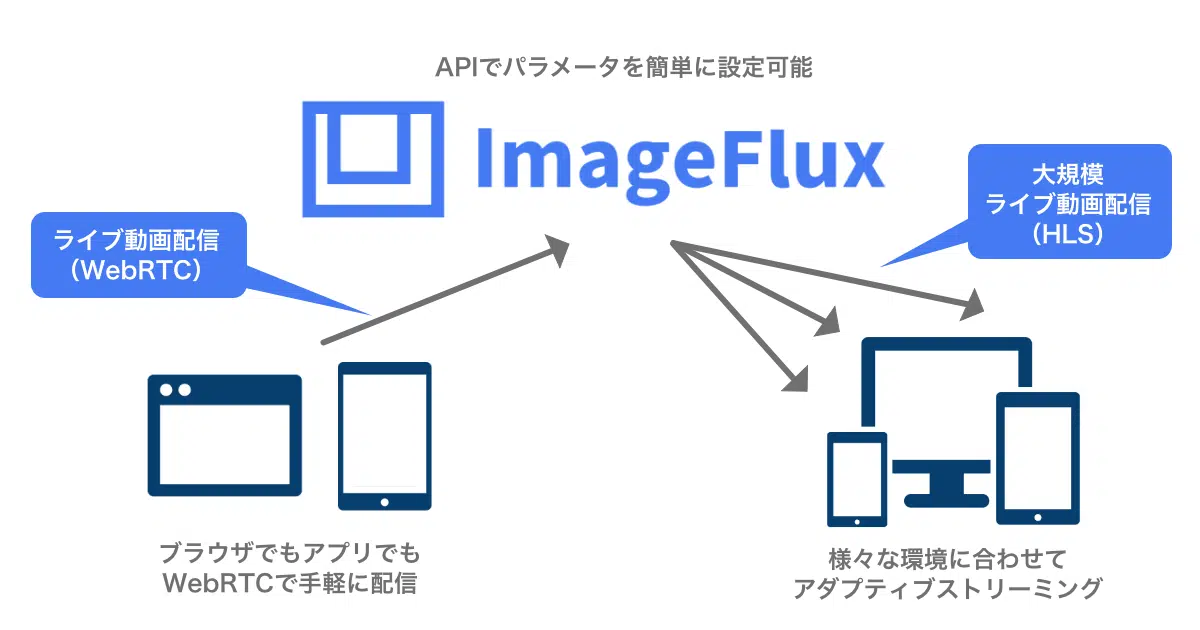 APIでパラメータを簡単に設定可能
ImageFlux
ライブ動画配信
（WebRTC）
大規模
ライブ動画配信
（HLS）
ブラウザでもアプリでも
WebRTCで手軽に配信
様々な環境に合わせて
アダプティブストリーミング